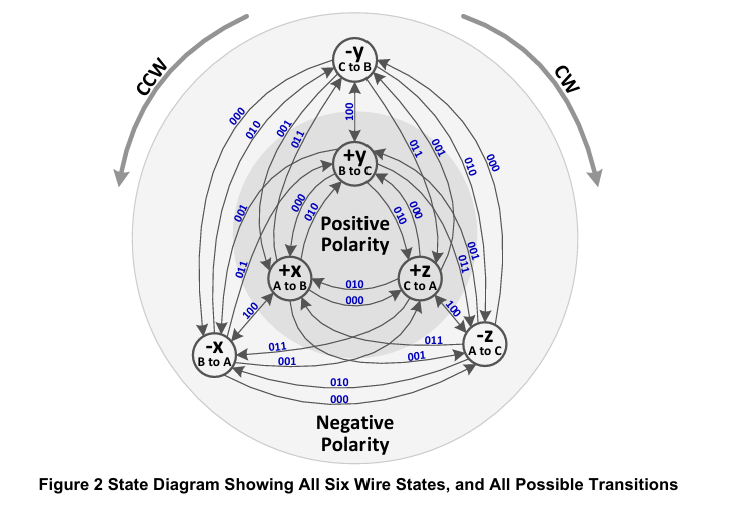 CCW
CW
-y
C to B
000
010
001
011
100
011
001
010
000
+y
B to C
001
011
000
010
010
000
001
011
Positive
Polarity
+x
A to B
+z
C to A
010
000
100
100
-x
B to A
-z
A to C
011
001
011
001
010
000
Negative
Polarity
Figure 2 State Diagram Showing All Six Wire States, and All Possible Transitions